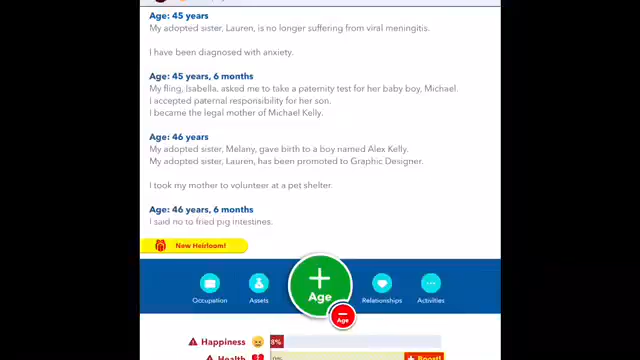 Age: 45 years
My adopted sister, Lauren, is no longer suffering from viral meningitis.
I have been diagnosed with anxiety.
Age: 45 years, 6 months
My fling, Isabella, asked me to take a paternity test for her baby boy, Michael.
I accepted paternal responsibility for her son.
I became the legal mother of Michael Kelly.
Age: 46 years
My adopted sister, Melany, gave birth to a boy named Alex Kelly.
My adopted sister, Lauren, has been promoted to Graphic Designer.
I took my mother to volunteer at a pet shelter.
Age: 46 years, 6 months
I said no to fried pig intestines.
New Heirloom!
Occupation
Assets
Age
Relationships
Activities
Age
Happiness 8%
Health 0% Boost!